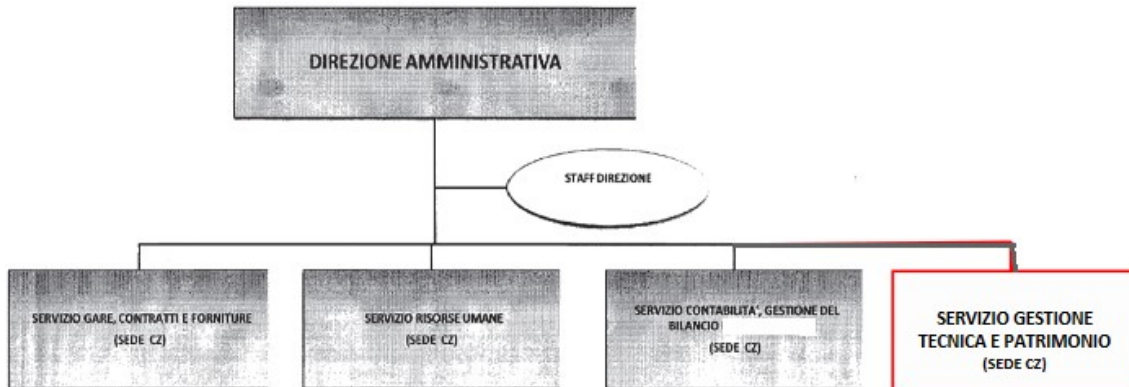 DIREZIONE AMMINISTRATIVA
STAFF DIREZIONE
SERVIZIO GARE, CONTRATTI E FORNITURE
(SEDE CZ)
SERVIZIO RISORSE UMANE
(SEDE CZ)
SERVIZIO CONTABILITA', GESTIONE DEL
BILANCIO
(SEDE CZ)
SERVIZIO GESTIONE
TECNICA E PATRIMONIO
(SEDE CZ)